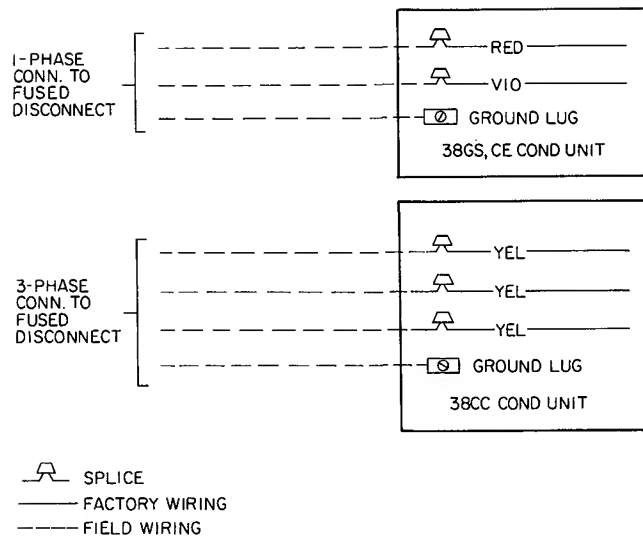 1-PHASE
CONN. TO
FUSED
DISCONNECT
RED
VIO
GROUND LUG
38GS, CE COND UNIT
3-PHASE
CONN. TO
FUSED
DISCONNECT
YEL
YEL
YEL
GROUND LUG
38CC COND UNIT
SPLICE
FACTORY WIRING
FIELD WIRING